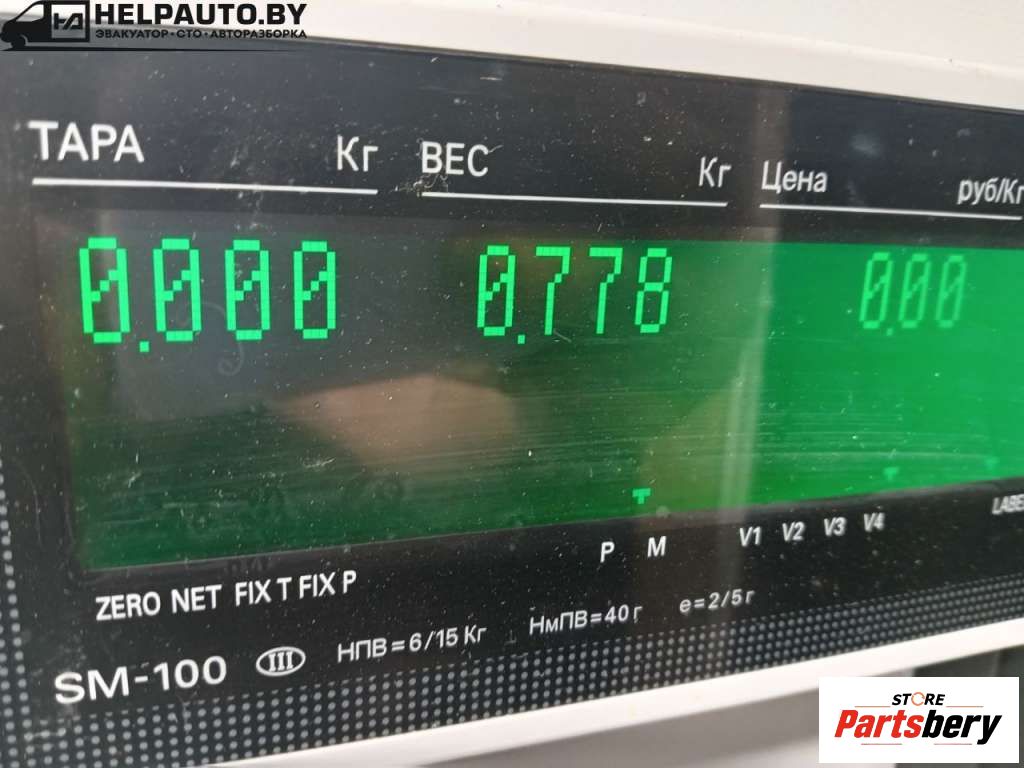 HELPAUTO.BY
ЭВАКУАТОР·СТО·АВТОРАЗБОРКА
ТАРА Кг ВЕС Кг Цена руб/Кг
0.000 0.778 0.00
P M V1 V2 V3 V4
ZERO NET FIX T FIX P
SM-100 III НПВ=6/15 Кг НмПВ=40 г e=2/5 г
STORE
Partsbery